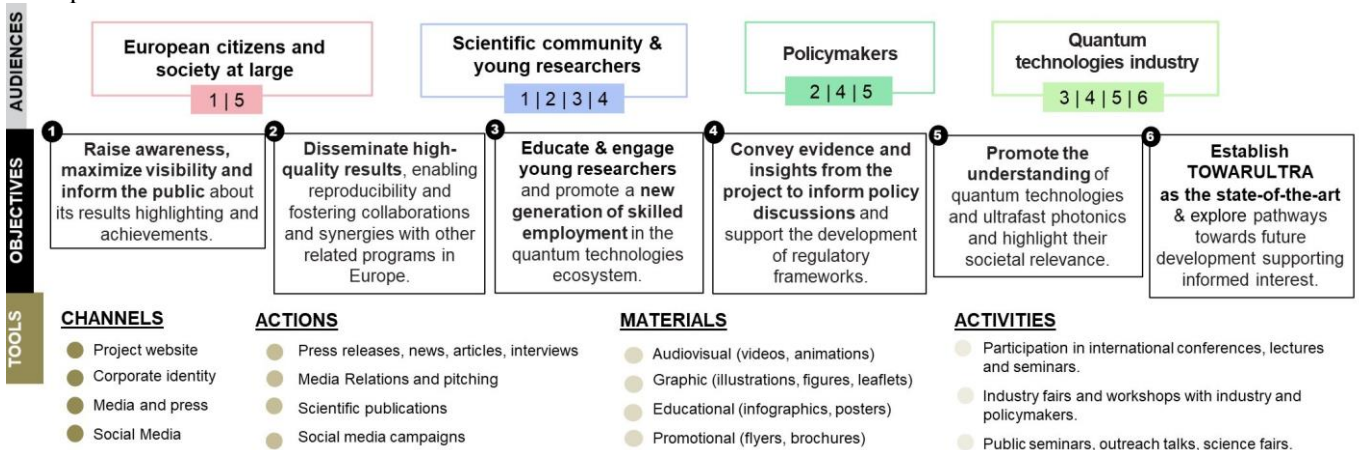 AUDIENCES
European citizens and
society at large
1 | 5
Scientific community &
young researchers
1 | 2 | 3 | 4
Policymakers
2 | 4 | 5
Quantum
technologies industry
3 | 4 | 5 | 6
OBJECTIVES
1
Raise awareness,
maximize visibility and
inform the public about
its results highlighting and
achievements.
2
Disseminate high-
quality results, enabling
reproducibility and
fostering collaborations
and synergies with other
related programs in
Europe.
3
Educate & engage
young researchers
and promote a new
generation of skilled
employment in the
quantum technologies
ecosystem.
4
Convey evidence and
insights from the
project to inform policy
discussions and
support the development
of regulatory
frameworks.
5
Promote the
understanding of
quantum technologies
and ultrafast photonics
and highlight their
societal relevance.
6
Establish
TOWARULTRA
as the state-of-the-art
& explore pathways
towards future
development supporting
informed interest.
TOOLS
CHANNELS
Project website
Corporate identity
Media and press
Social Media
ACTIONS
Press releases, news, articles, interviews
Media Relations and pitching
Scientific publications
Social media campaigns
MATERIALS
Audiovisual (videos, animations)
Graphic (illustrations, figures, leaflets)
Educational (infographics, posters)
Promotional (flyers, brochures)
ACTIVITIES
Participation in international conferences, lectures
and seminars.
Industry fairs and workshops with industry and
policymakers.
Public seminars, outreach talks, science fairs.